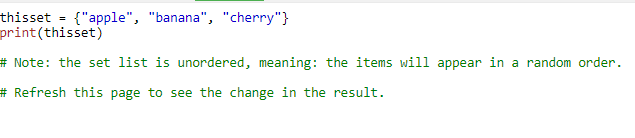 thisset = {"apple", "banana", "cherry"}
print(thisset)
# Note: the set list is unordered, meaning: the items will appear in a random order.
# Refresh this page to see the change in the result.